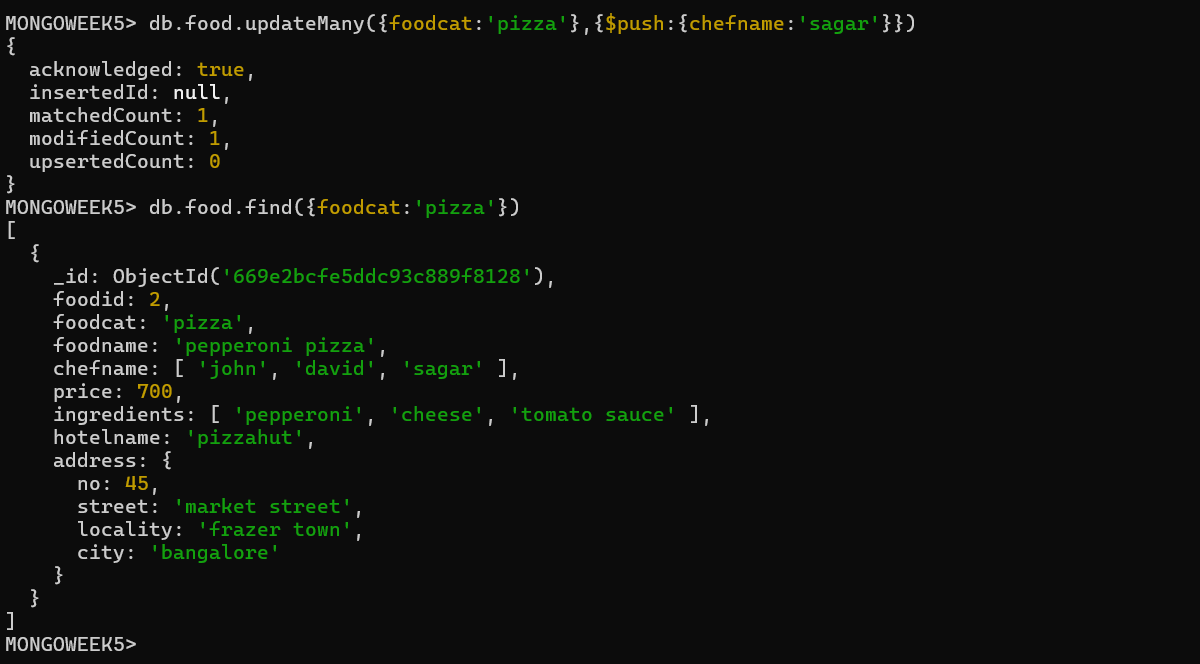 MONGOWEEK5> db.food.updateMany({foodcat:'pizza'},{$push:{chefname:'sagar'}})
{
  acknowledged: true,
  insertedId: null,
  matchedCount: 1,
  modifiedCount: 1,
  upsertedCount: 0
}
MONGOWEEK5> db.food.find({foodcat:'pizza'})
[
  {
    _id: ObjectId('669e2bcfe5ddc93c889f8128'),
    foodid: 2,
    foodcat: 'pizza',
    foodname: 'pepperoni pizza',
    chefname: [ 'john', 'david', 'sagar' ],
    price: 700,
    ingredients: [ 'pepperoni', 'cheese', 'tomato sauce' ],
    hotelname: 'pizzahut',
    address: {
      no: 45,
      street: 'market street',
      locality: 'frazer town',
      city: 'bangalore'
    }
  }
]
MONGOWEEK5>